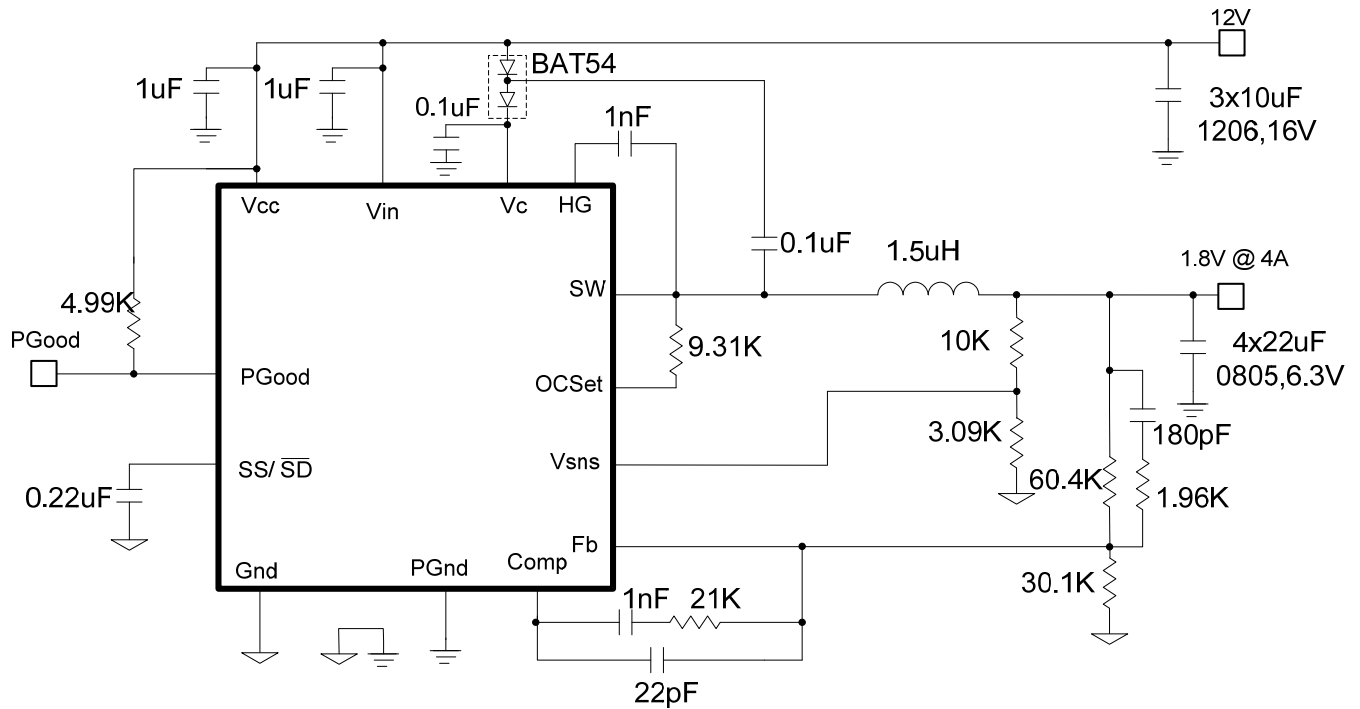 12V
BAT54
1uF
1uF
0.1uF
1nF
3x10uF
1206,16V
Vcc
Vin
Vc
HG
0.1uF
1.5uH
1.8V @ 4A
SW
4.99K
9.31K
10K
4x22uF
0805,6.3V
PGood
PGood
OCSet
3.09K
180pF
Vsns
SS/ SD
60.4K
1.96K
0.22uF
Fb
Comp
PGnd
Gnd
30.1K
1nF
21K
22pF